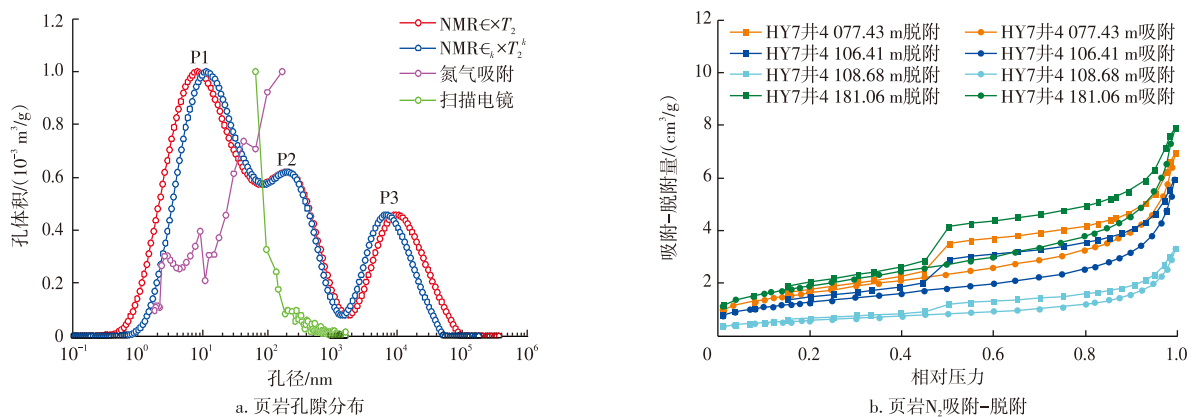 1.2
1.0
0.8
0.6
0.4
0.2
0
孔体积/(10⁻³ m³/g)
P1
P2
P3
NMR∈×T₂
NMR∈ₖ×T₂ᵏ
氮气吸附
扫描电镜
10⁻¹ 10⁰ 10¹ 10² 10³ 10⁴ 10⁵ 10⁶
孔径/nm
a. 页岩孔隙分布
12
10
8
6
4
2
吸附-脱附量/(cm³/g)
HY7井4 077.43 m脱附 HY7井4 077.43 m吸附
HY7井4 106.41 m脱附 HY7井4 106.41 m吸附
HY7井4 108.68 m脱附 HY7井4 108.68 m吸附
HY7井4 181.06 m脱附 HY7井4 181.06 m吸附
0 0.2 0.4 0.6 0.8 1.0
相对压力
b. 页岩N₂吸附-脱附